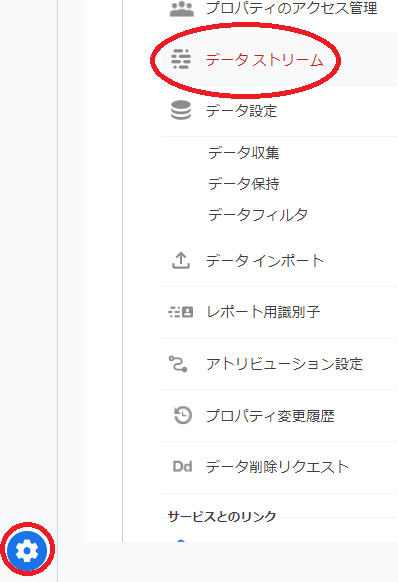 プロパティのアクセス管理
データ ストリーム
データ設定
データ収集
データ保持
データフィルタ
データ インポート
レポート用識別子
アトリビューション設定
プロパティ変更履歴
Dd データ削除リクエスト
サービスとのリンク